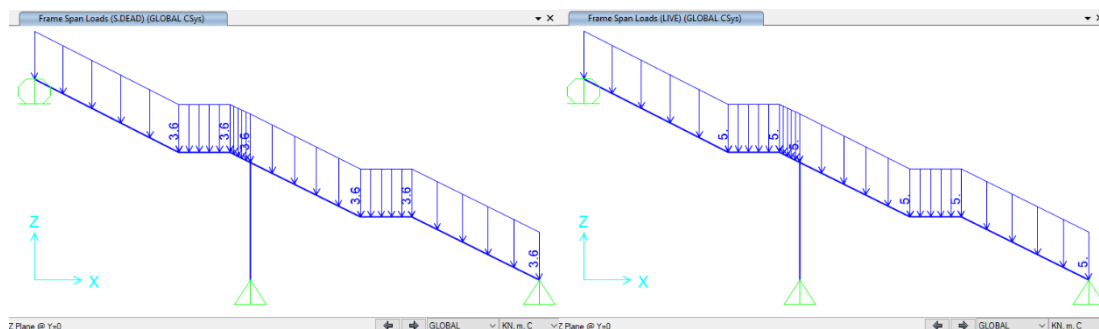 Frame Span Loads (S.DEAD) (GLOBAL CSys)
3.6
3.6
3.6
3.6
3.6
3.6
Z
X
Z Plane @ Y=0
GLOBAL
KN, m, C
Frame Span Loads (LIVE) (GLOBAL CSys)
5.
5.
5.
5.
5.
5.
Z
X
Z Plane @ Y=0
GLOBAL
KN, m, C